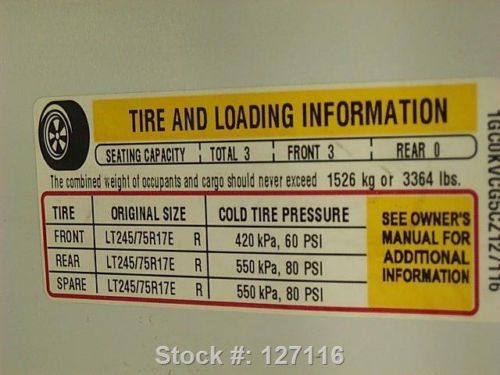 TIRE AND LOADING INFORMATION
SEATING CAPACITY TOTAL 3 FRONT 3 REAR 0
The combined weight of occupants and cargo should never exceed 1526 kg or 3364 lbs.
TIRE ORIGINAL SIZE COLD TIRE PRESSURE
FRONT LT245/75R17E R 420 kPa, 60 PSI
REAR LT245/75R17E R 550 kPa, 80 PSI
SPARE LT245/75R17E R 550 kPa, 80 PSI
SEE OWNER'S
MANUAL FOR
ADDITIONAL
INFORMATION
Stock #: 127116